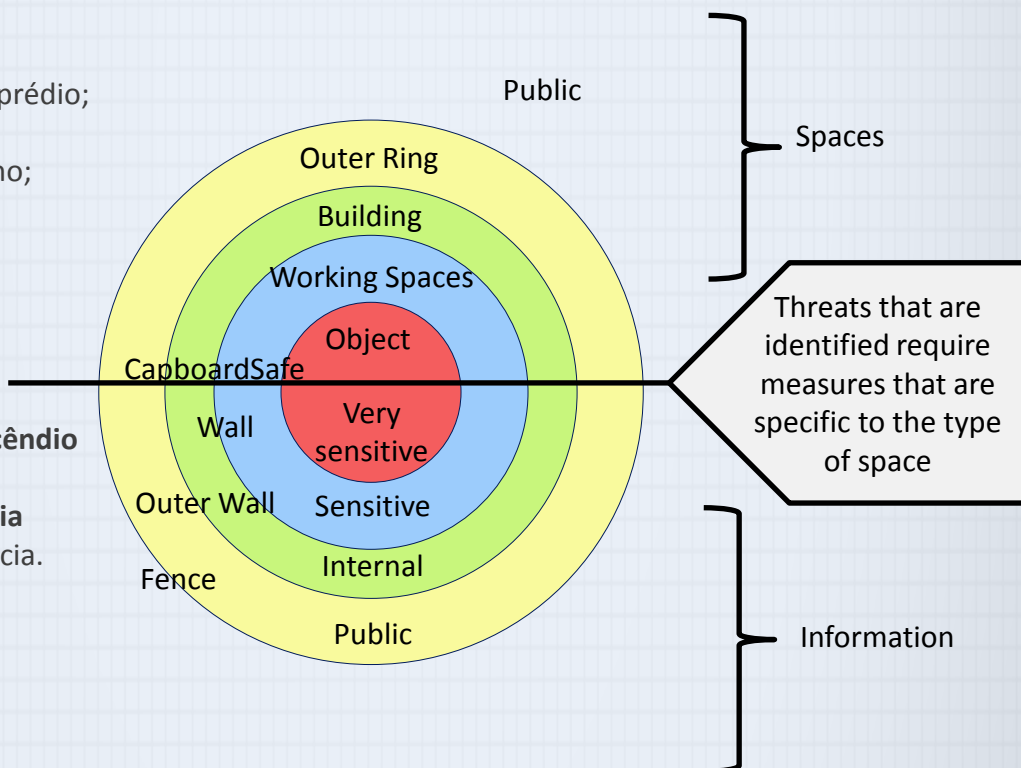 prédio;
no;
cêndio
ia
cia.
Public
Spaces
Outer Ring
Building
Working Spaces
Object
CapboardSafe
Very
sensitive
Wall
Sensitive
Outer Wall
Internal
Fence
Public
Threats that are
identified require
measures that are
specific to the type
of space
Information